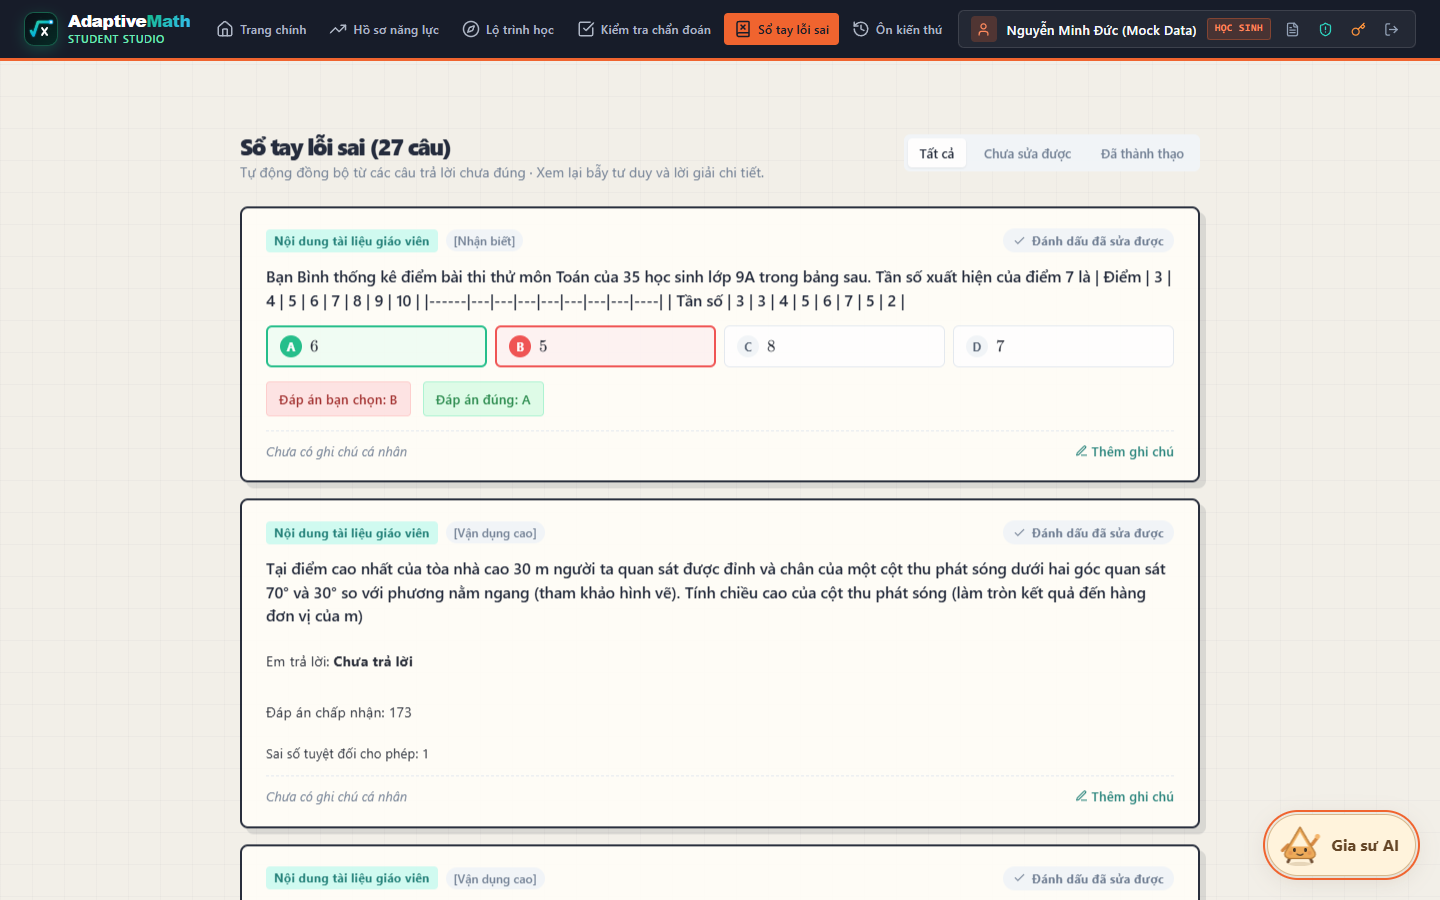 AdaptiveMath
STUDENT STUDIO
Trang chính
Hồ sơ năng lực
Lộ trình học
Kiểm tra chẩn đoán
Sổ tay lỗi sai
Ôn kiến thứ
Nguyễn Minh Đức (Mock Data)
HỌC SINH
Sổ tay lỗi sai (27 câu)
Tự động đồng bộ từ các câu trả lời chưa đúng · Xem lại bẫy tư duy và lời giải chi tiết.
Tất cả
Chưa sửa được
Đã thành thạo
Nội dung tài liệu giáo viên
[Nhận biết]
Đánh dấu đã sửa được
Bạn Bình thống kê điểm bài thi thử môn Toán của 35 học sinh lớp 9A trong bảng sau. Tần số xuất hiện của điểm 7 là | Điểm | 3 |
4 | 5 | 6 | 7 | 8 | 9 | 10 | |------|---|---|---|---|---|---|---|----| | Tần số | 3 | 3 | 4 | 5 | 6 | 7 | 5 | 2 |
A 6
B 5
C 8
D 7
Đáp án bạn chọn: B
Đáp án đúng: A
Chưa có ghi chú cá nhân
Thêm ghi chú
Nội dung tài liệu giáo viên
[Vận dụng cao]
Đánh dấu đã sửa được
Tại điểm cao nhất của tòa nhà cao 30 m người ta quan sát được đỉnh và chân của một cột thu phát sóng dưới hai góc quan sát
70° và 30° so với phương nằm ngang (tham khảo hình vẽ). Tính chiều cao của cột thu phát sóng (làm tròn kết quả đến hàng
đơn vị của m)
Em trả lời: Chưa trả lời
Đáp án chấp nhận: 173
Sai số tuyệt đối cho phép: 1
Chưa có ghi chú cá nhân
Thêm ghi chú
Nội dung tài liệu giáo viên
[Vận dụng cao]
Đánh dấu đã sửa được
Gia sư AI